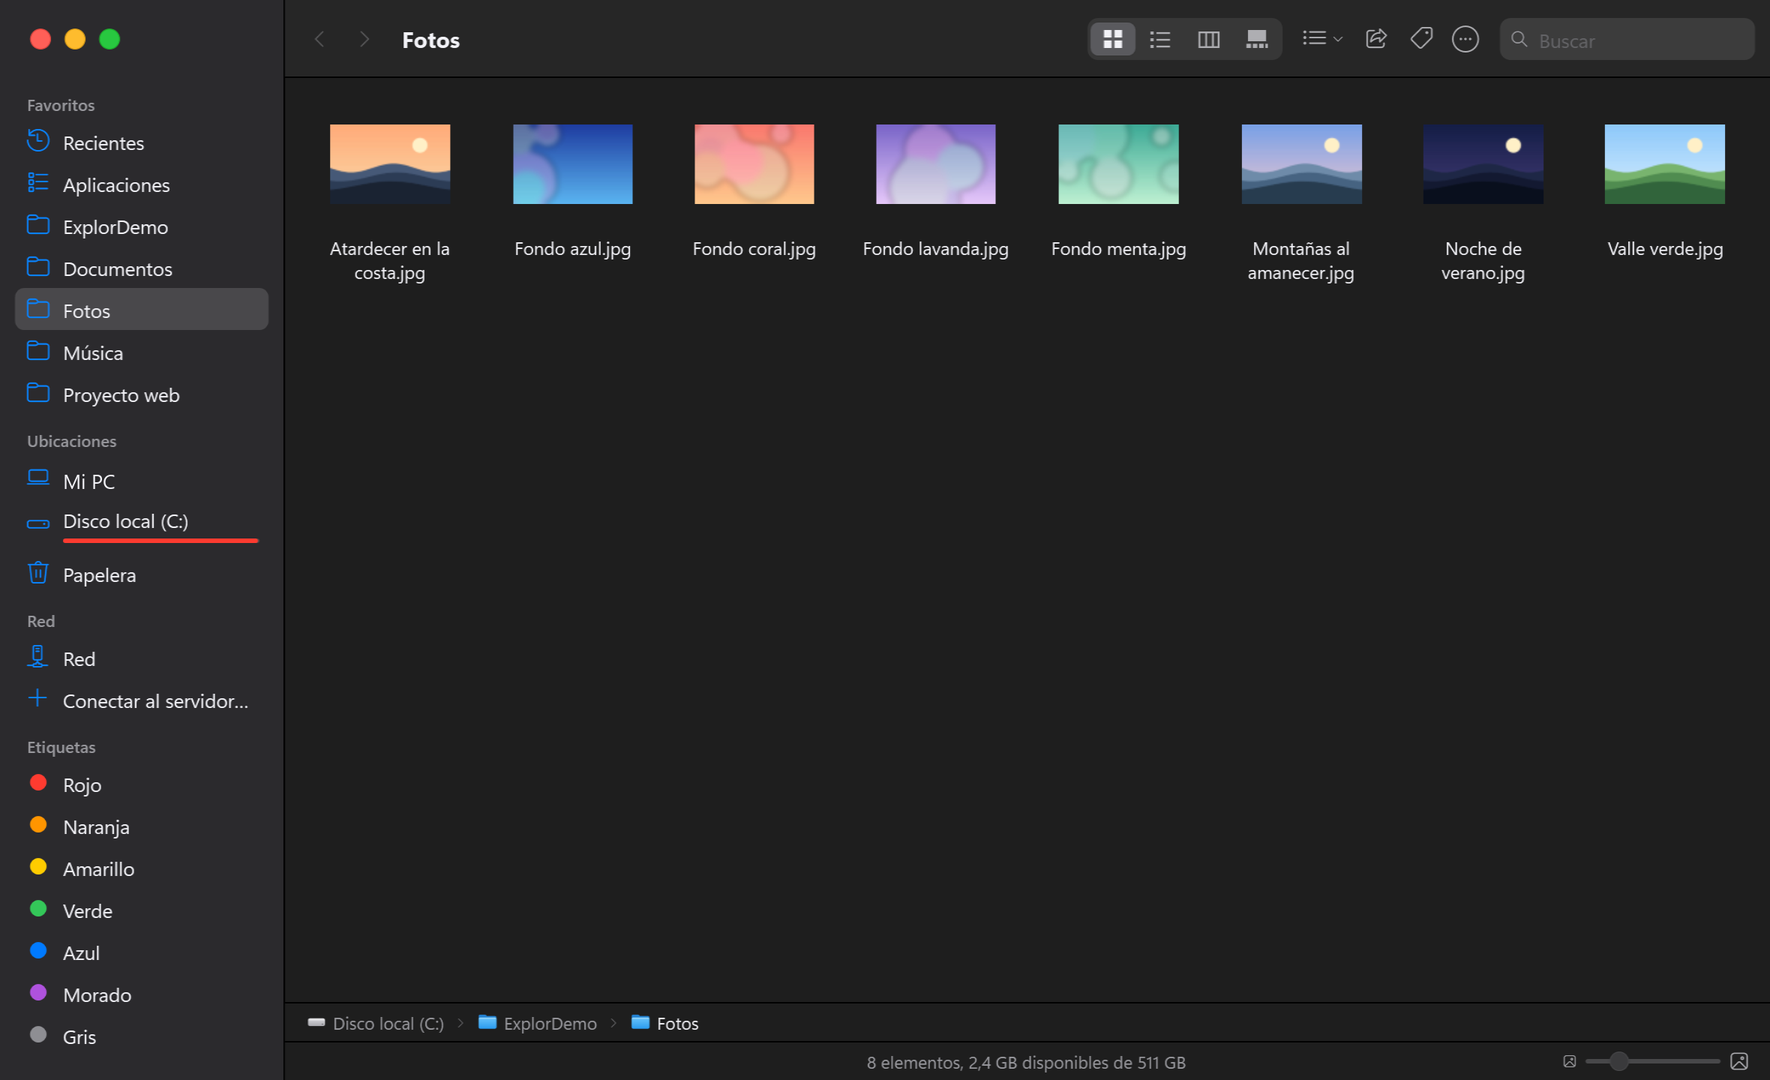 Fotos
Buscar
Favoritos
Recientes
Aplicaciones
ExplorDemo
Documentos
Fotos
Música
Proyecto web
Ubicaciones
Mi PC
Disco local (C:)
Papelera
Red
Red
Conectar al servidor...
Etiquetas
Rojo
Naranja
Amarillo
Verde
Azul
Morado
Gris
Atardecer en la
costa.jpg
Fondo azul.jpg
Fondo coral.jpg
Fondo lavanda.jpg
Fondo menta.jpg
Montañas al
amanecer.jpg
Noche de
verano.jpg
Valle verde.jpg
Disco local (C:)
ExplorDemo
Fotos
8 elementos, 2,4 GB disponibles de 511 GB